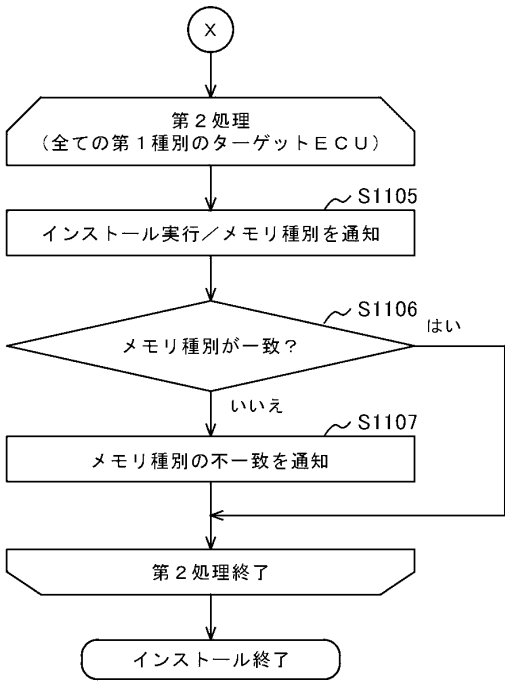 X
第２処理
（全ての第１種別のターゲットＥＣＵ）
S1105
インストール実行／メモリ種別を通知
S1106
メモリ種別が一致？
はい
いいえ
S1107
メモリ種別の不一致を通知
第２処理終了
インストール終了